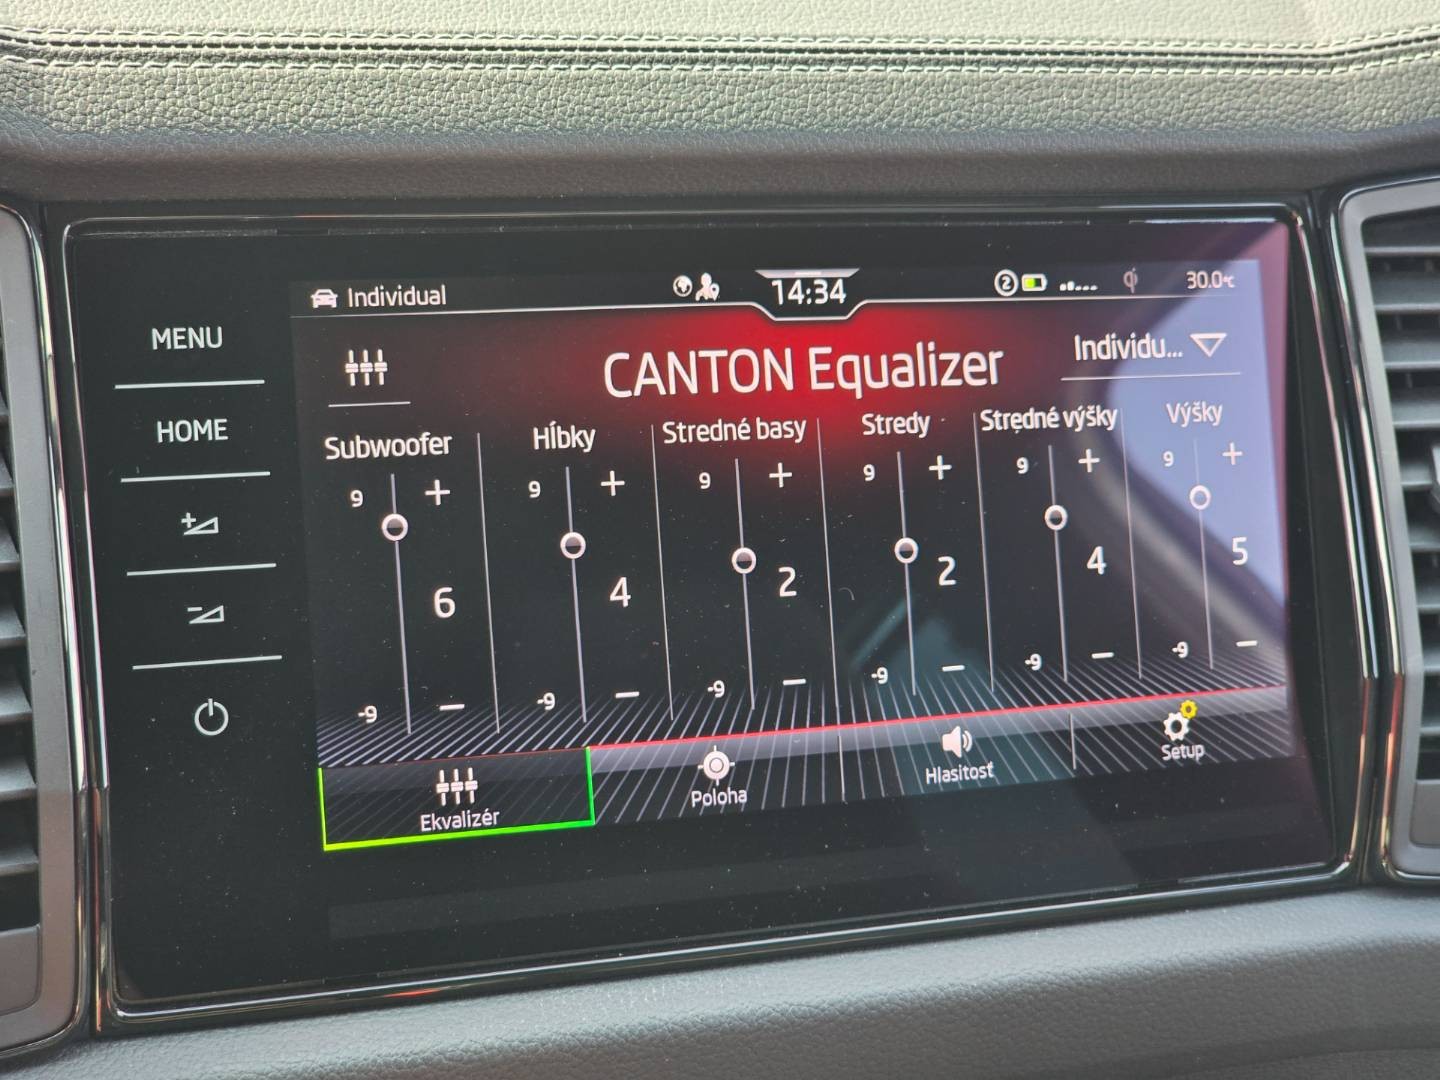 Individual
②
14:34
30.0°C
MENU
HOME
CANTON Equalizer
Individu...
Subwoofer
Hĺbky
Stredné basy
Stredy
Stredné výšky
Výšky
9 + 9 + 9 + 9 + 9 + 9 +
6 4 2 2 4 5
-9 − -9 − -9 − -9 − -9 − -9 −
Ekvalizér
Poloha
Hlasitosť
Setup